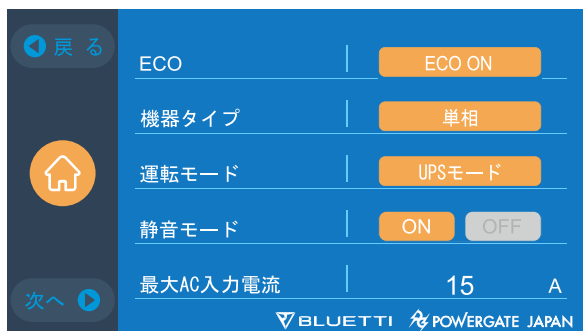 戻る
ECO ECO ON
機器タイプ 単相
運転モード UPSモード
静音モード ON OFF
最大AC入力電流 15 A
次へ
BLUETTI POWERGATE JAPAN